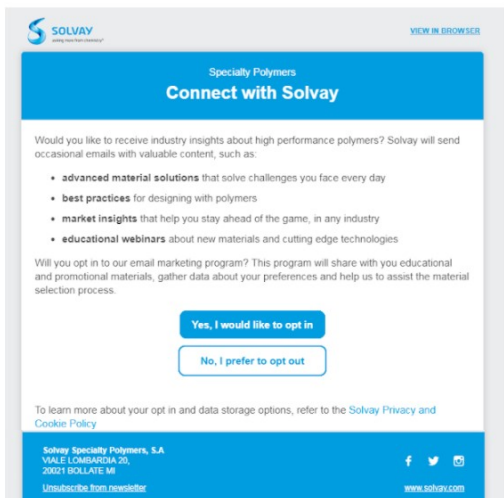 SOLVAY
asking more from chemistry®
VIEW IN BROWSER
Specialty Polymers
Connect with Solvay
Would you like to receive industry insights about high performance polymers? Solvay will send
occasional emails with valuable content, such as:
• advanced material solutions that solve challenges you face every day
• best practices for designing with polymers
• market insights that help you stay ahead of the game, in any industry
• educational webinars about new materials and cutting edge technologies
Will you opt in to our email marketing program? This program will share with you educational
and promotional materials, gather data about your preferences and help us to assist the material
selection process.
Yes, I would like to opt in
No, I prefer to opt out
To learn more about your opt in and data storage options, refer to the Solvay Privacy and
Cookie Policy
Solvay Specialty Polymers, S.A
VIALE LOMBARDIA 20,
20021 BOLLATE MI
Unsubscribe from newsletter
www.solvay.com